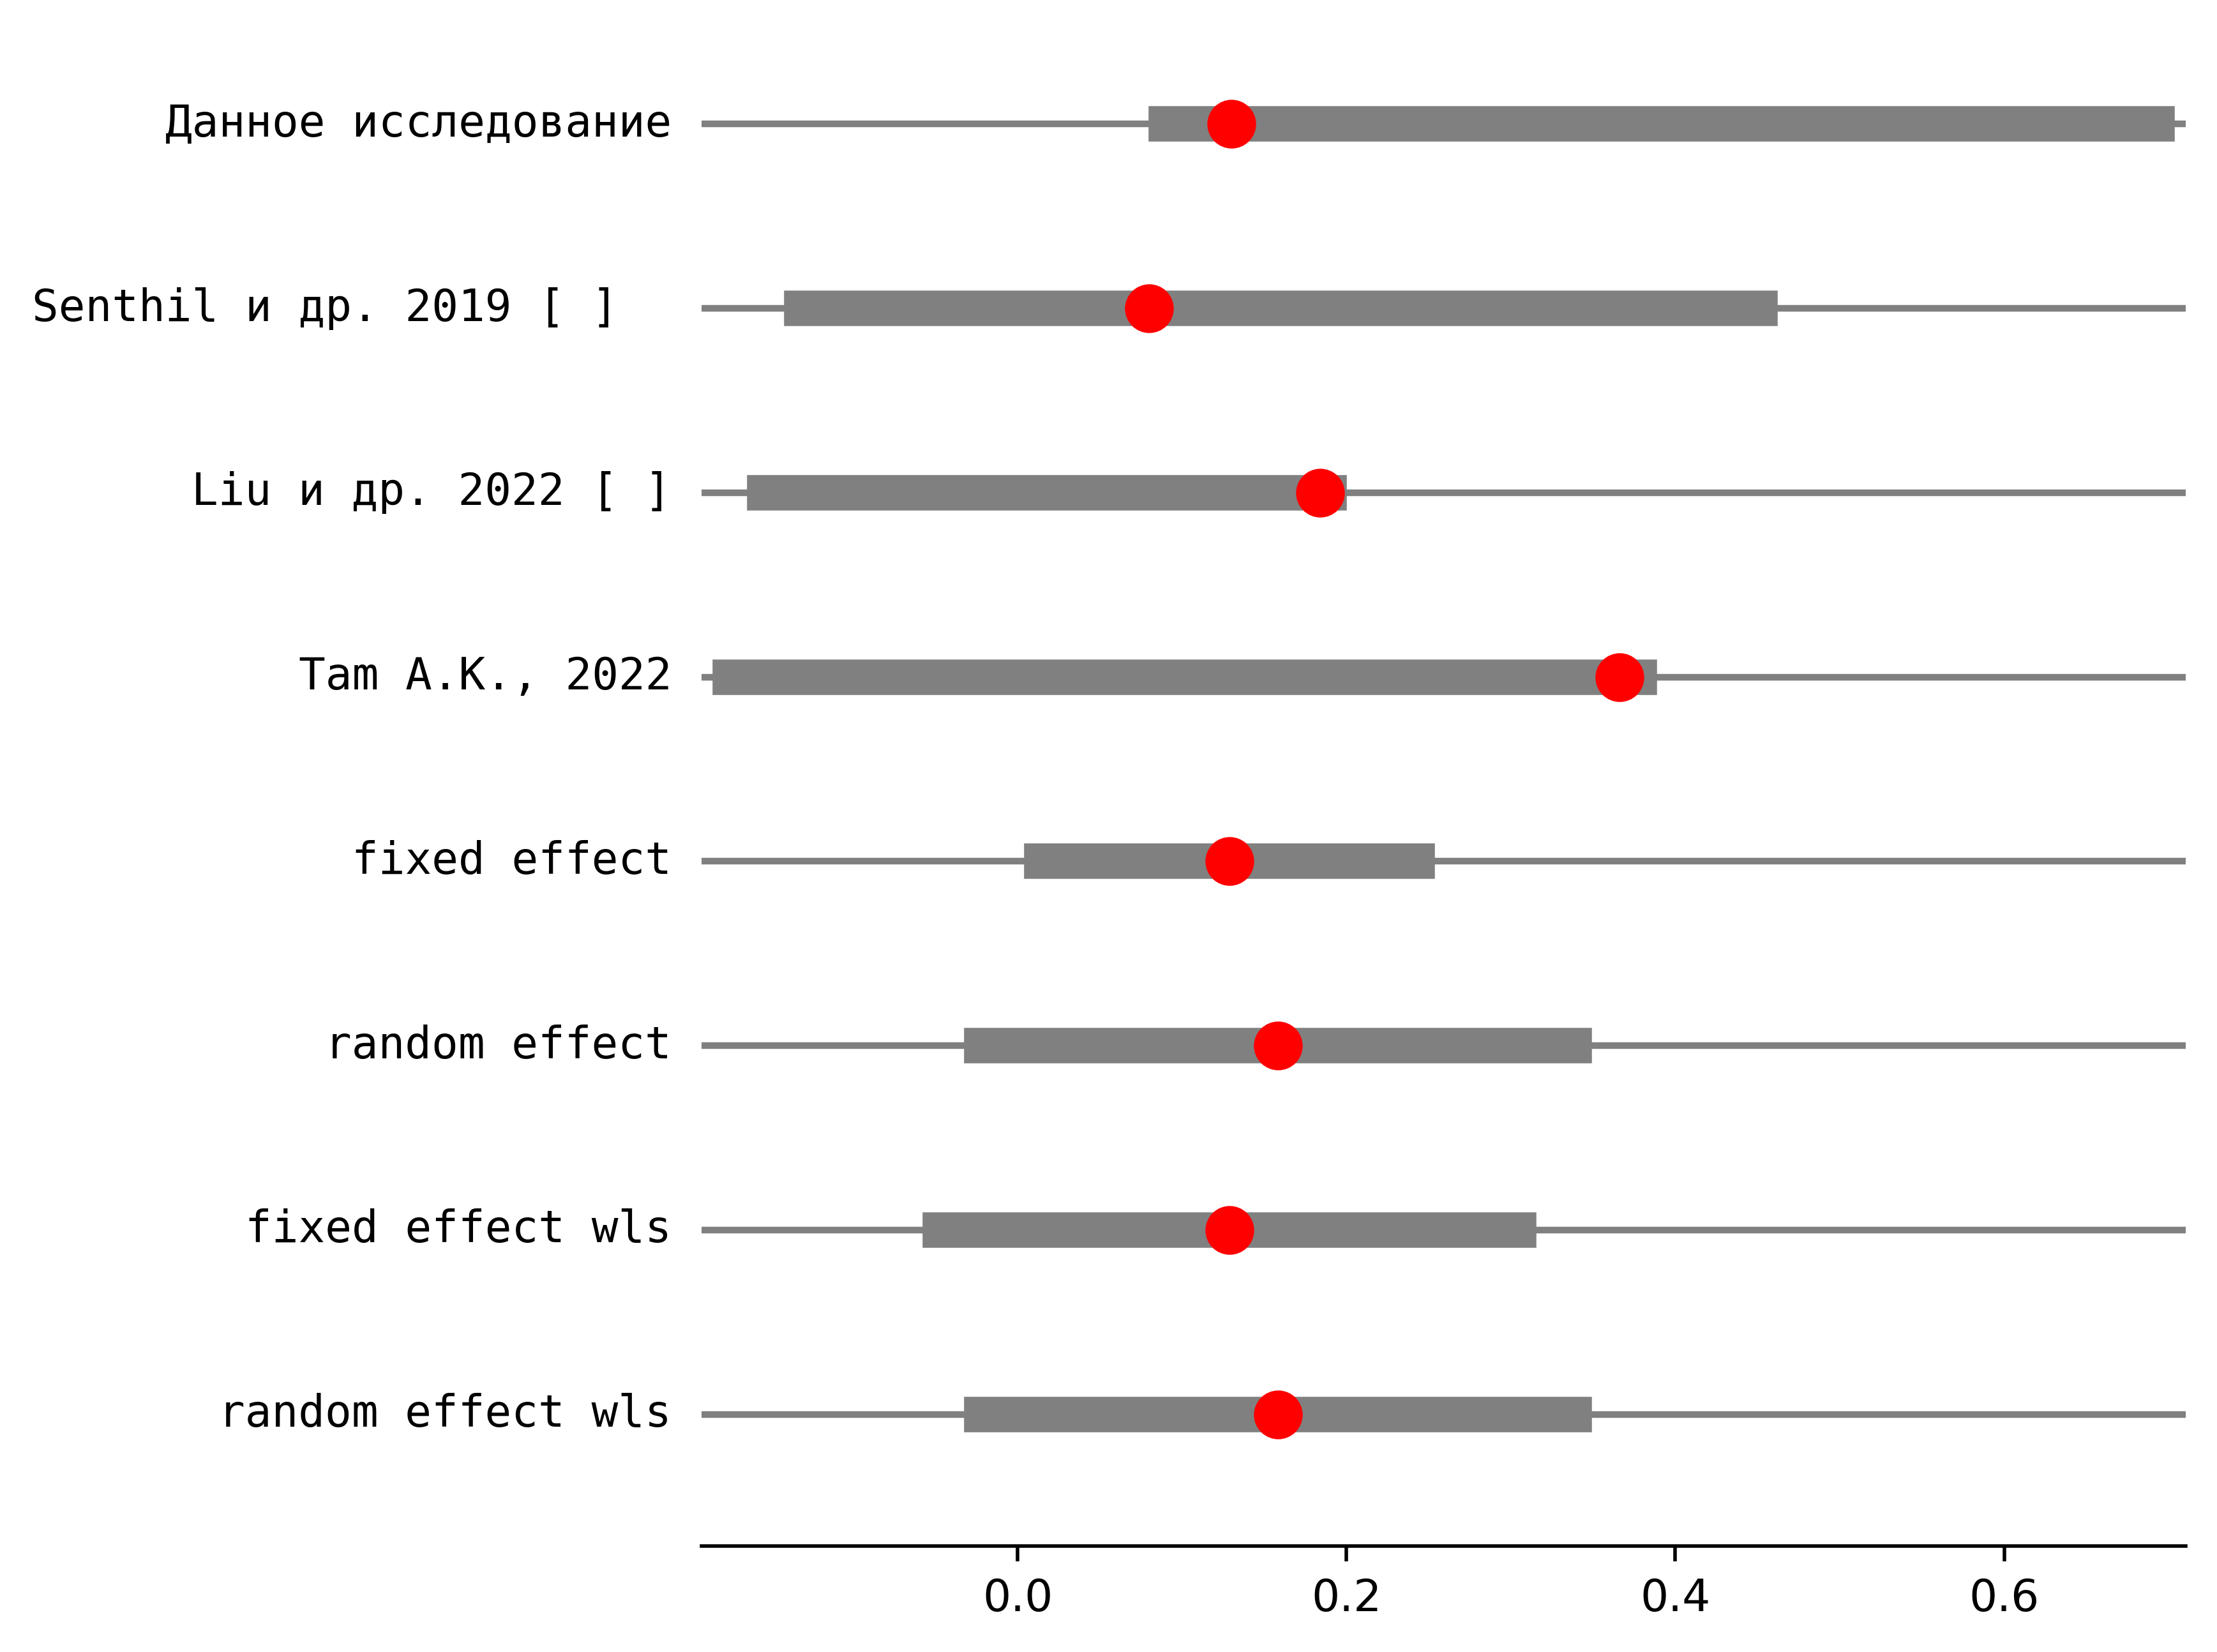 Данное исследование
Senthil и др. 2019 [ ]
Liu и др. 2022 [ ]
Tam A.K., 2022
fixed effect
random effect
fixed effect wls
random effect wls
0.0 0.2 0.4 0.6